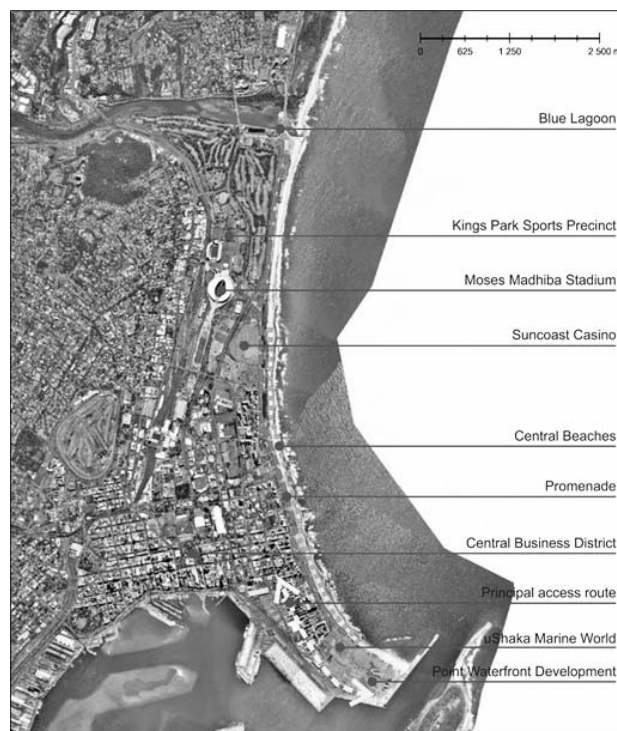 0 625 1 250 2 500 m
Blue Lagoon
Kings Park Sports Precinct
Moses Madhiba Stadium
Suncoast Casino
Central Beaches
Promenade
Central Business District
Principal access route
uShaka Marine World
Point Waterfront Development